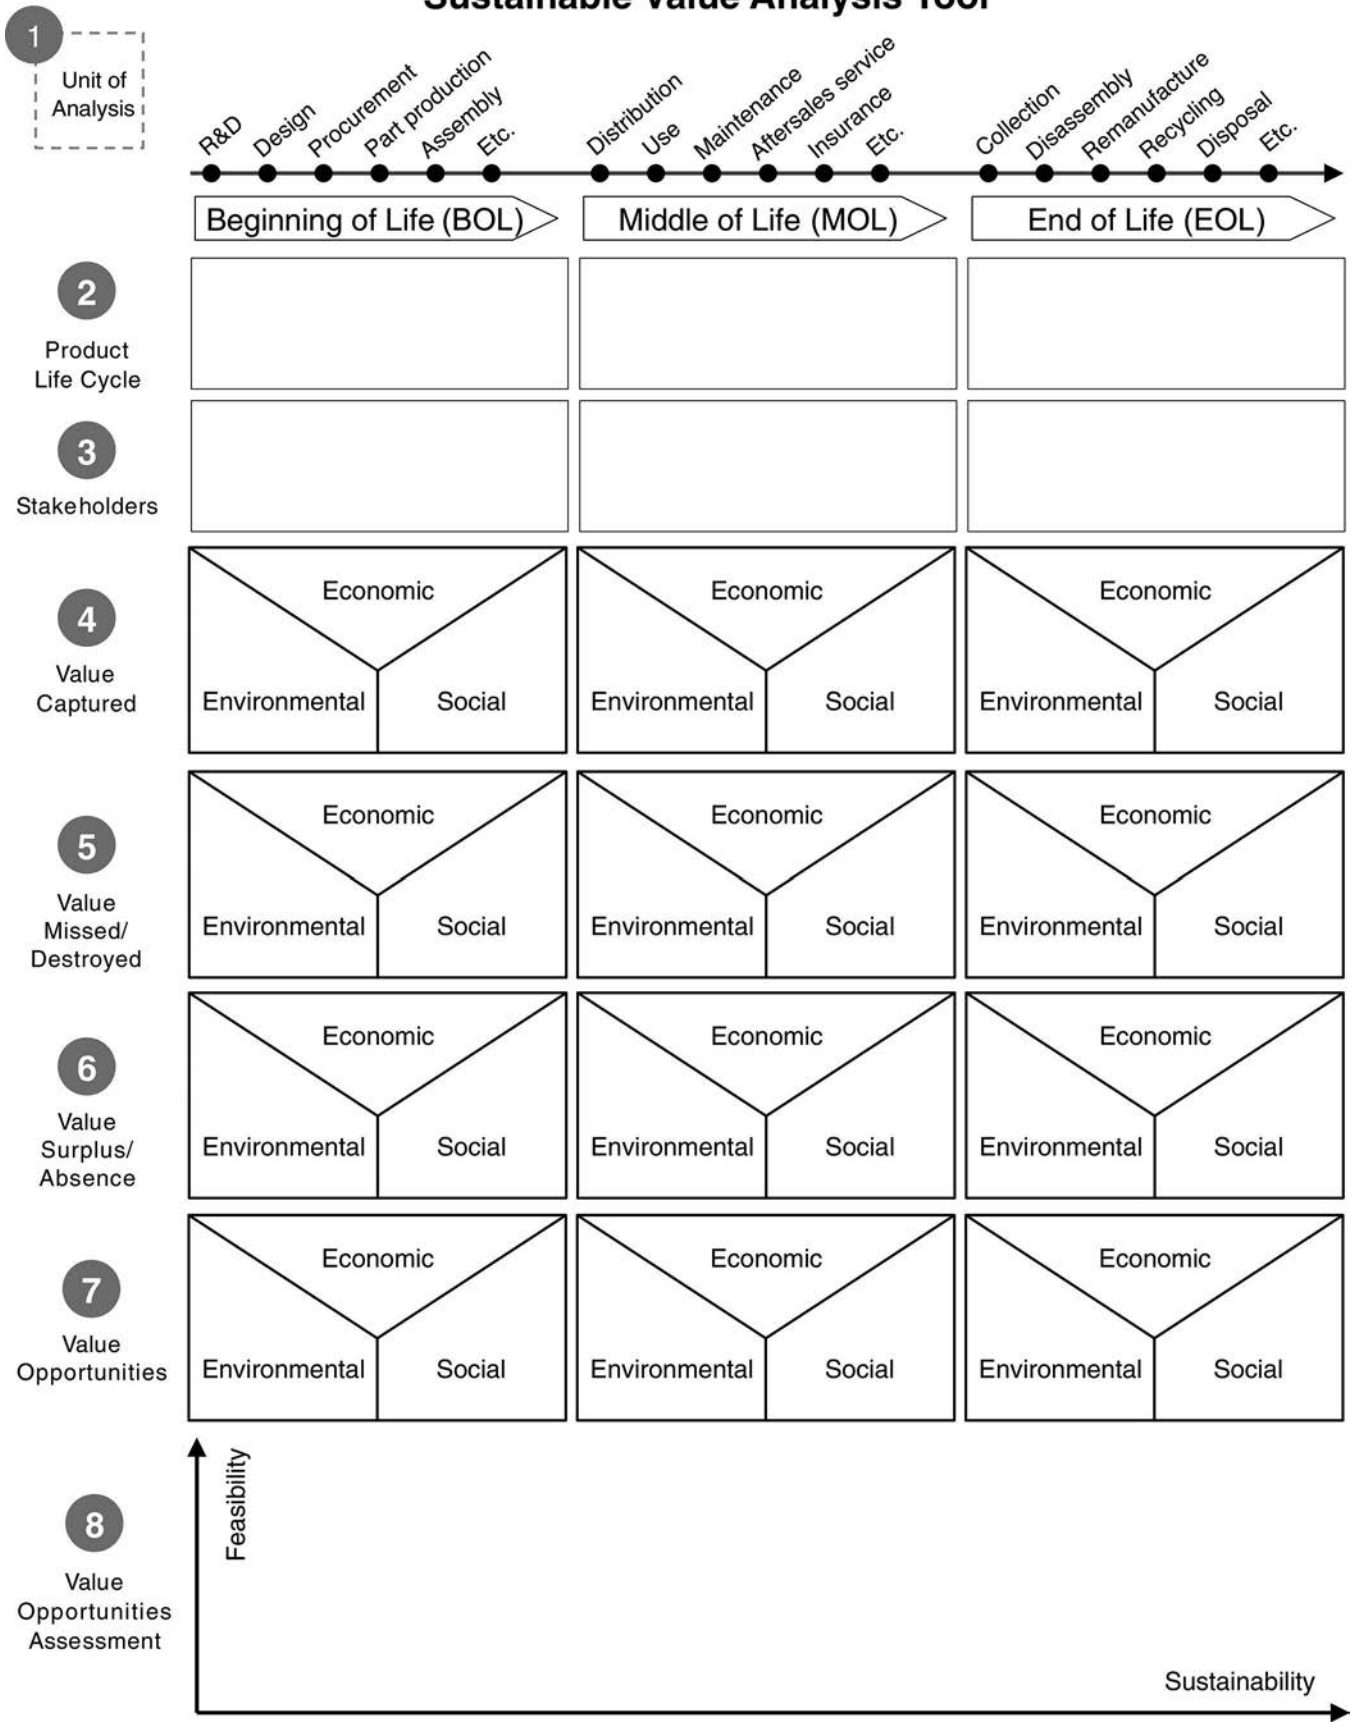 Sustainable Value Analysis Tool
1
Unit of
Analysis
R&D
Design
Procurement
Part production
Assembly
Etc.
Distribution
Use
Maintenance
Aftersales service
Insurance
Etc.
Collection
Disassembly
Remanufacture
Recycling
Disposal
Etc.
Beginning of Life (BOL)
Middle of Life (MOL)
End of Life (EOL)
2
Product
Life Cycle
3
Stakeholders
4
Value
Captured
Economic
Environmental
Social
Economic
Environmental
Social
Economic
Environmental
Social
5
Value
Missed/
Destroyed
Economic
Environmental
Social
Economic
Environmental
Social
Economic
Environmental
Social
6
Value
Surplus/
Absence
Economic
Environmental
Social
Economic
Environmental
Social
Economic
Environmental
Social
7
Value
Opportunities
Economic
Environmental
Social
Economic
Environmental
Social
Economic
Environmental
Social
8
Value
Opportunities
Assessment
Feasibility
Sustainability